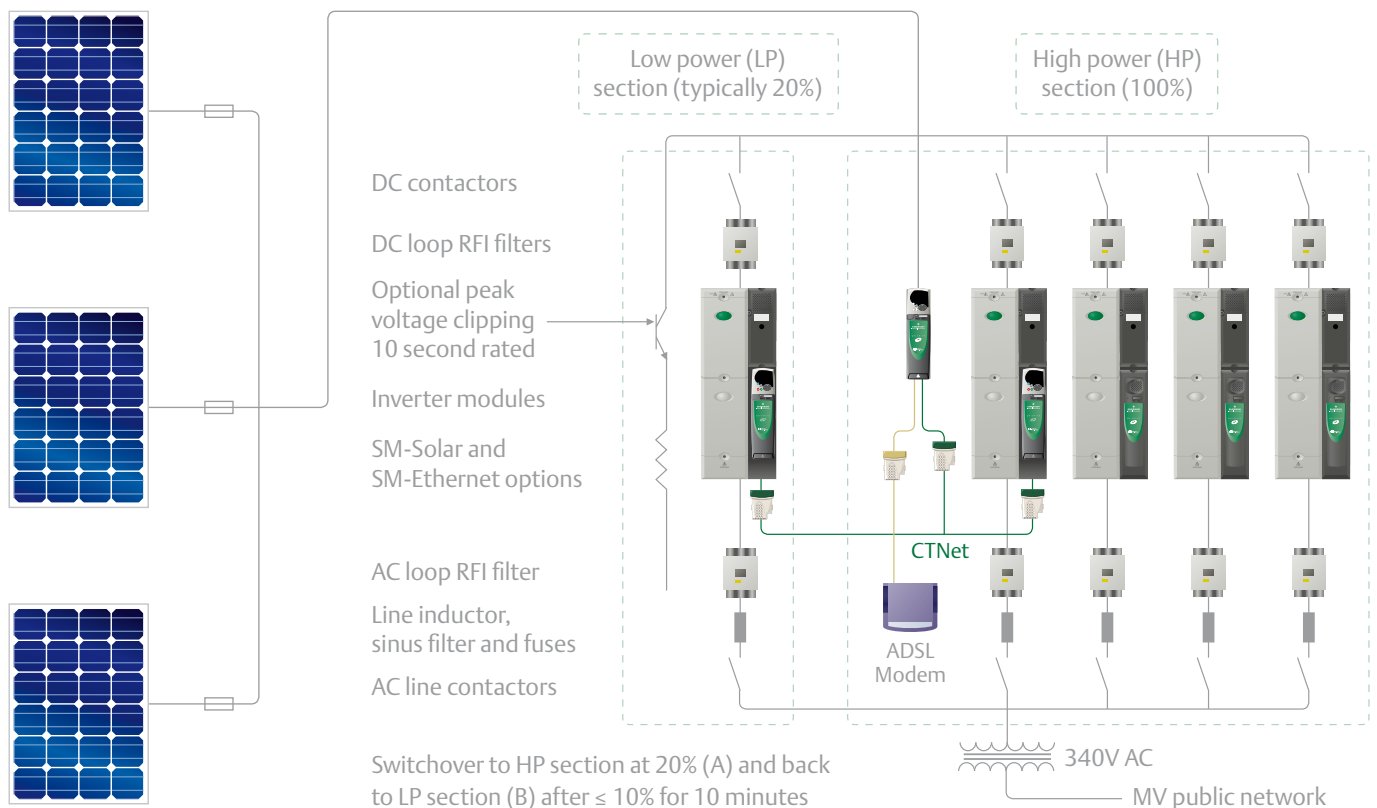 Low power (LP)
section (typically 20%)
High power (HP)
section (100%)
DC contactors
DC loop RFI filters
Optional peak
voltage clipping
10 second rated
Inverter modules
SM-Solar and
SM-Ethernet options
CTNet
AC loop RFI filter
Line inductor,
sinus filter and fuses
ADSL
Modem
AC line contactors
Switchover to HP section at 20% (A) and back
to LP section (B) after ≤ 10% for 10 minutes
340V AC
MV public network